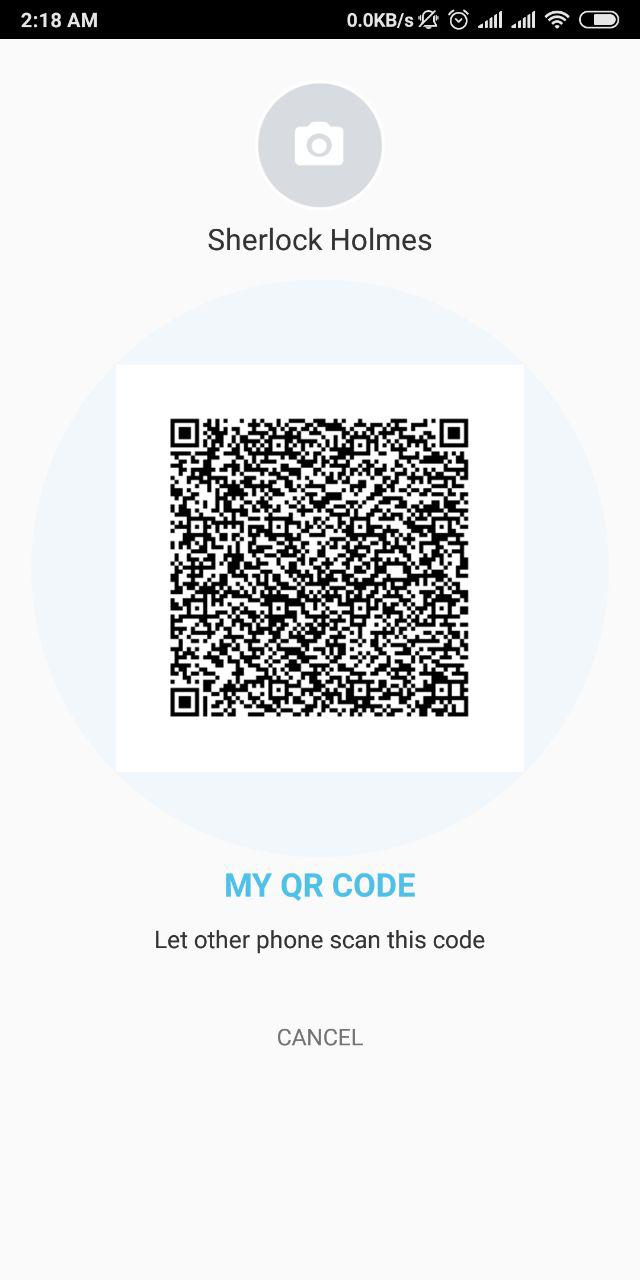 2:18 AM 0.0KB/s
Sherlock Holmes
MY QR CODE
Let other phone scan this code
CANCEL